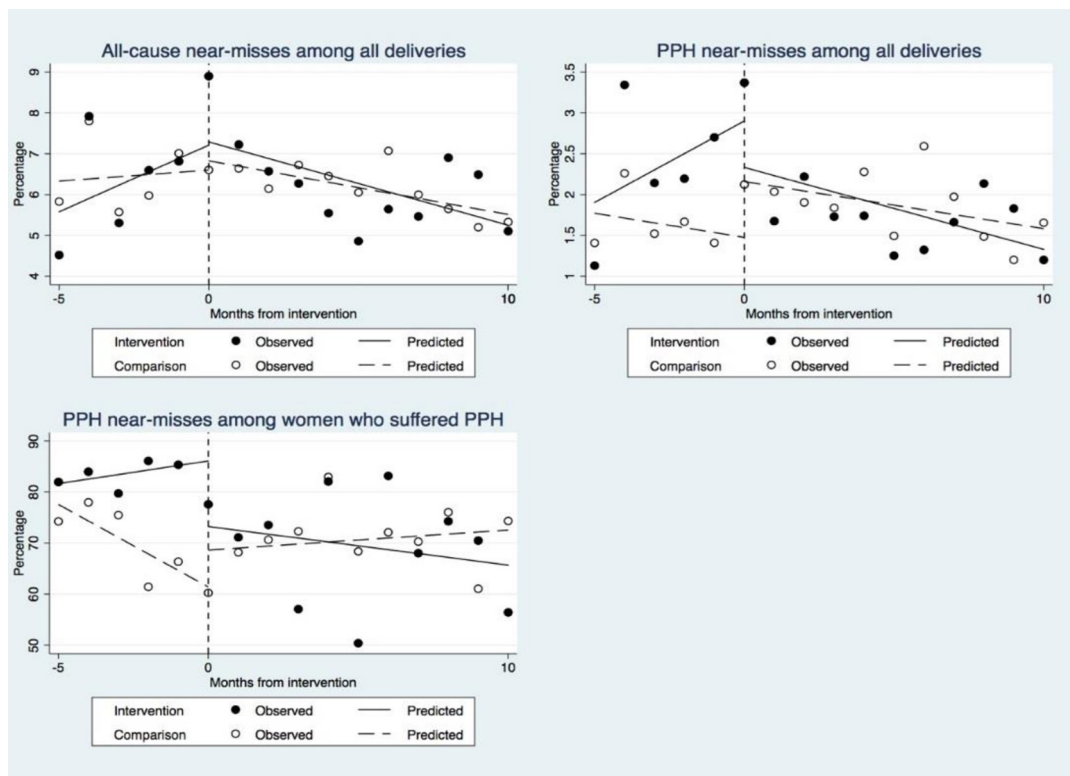 All-cause near-misses among all deliveries
9
8
7
6
5
4
Percentage
-5 0 10
Months from intervention
Intervention Observed Predicted
Comparison Observed Predicted
PPH near-misses among all deliveries
3.5
3
2.5
2
1.5
1
Percentage
-5 0 10
Months from intervention
Intervention Observed Predicted
Comparison Observed Predicted
PPH near-misses among women who suffered PPH
90
80
70
60
50
Percentage
-5 0 10
Months from intervention
Intervention Observed Predicted
Comparison Observed Predicted